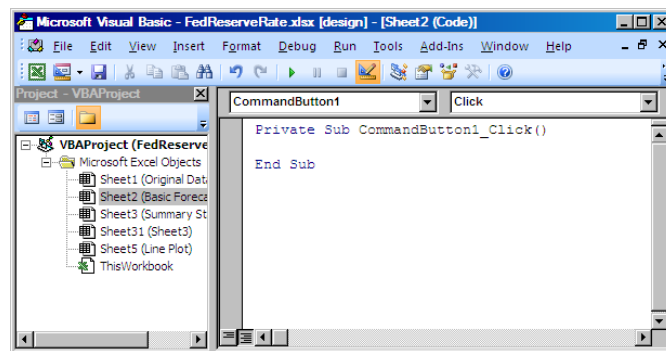 Microsoft Visual Basic - FedReserveRate.xlsx [design] - [Sheet2 (Code)]
File Edit View Insert Format Debug Run Tools Add-Ins Window Help
Project - VBAProject
CommandButton1 Click
VBAProject (FedReserve
Microsoft Excel Objects
Sheet1 (Original Data
Sheet2 (Basic Foreca
Sheet3 (Summary St
Sheet31 (Sheet3)
Sheet5 (Line Plot)
ThisWorkbook
Private Sub CommandButton1_Click()
End Sub